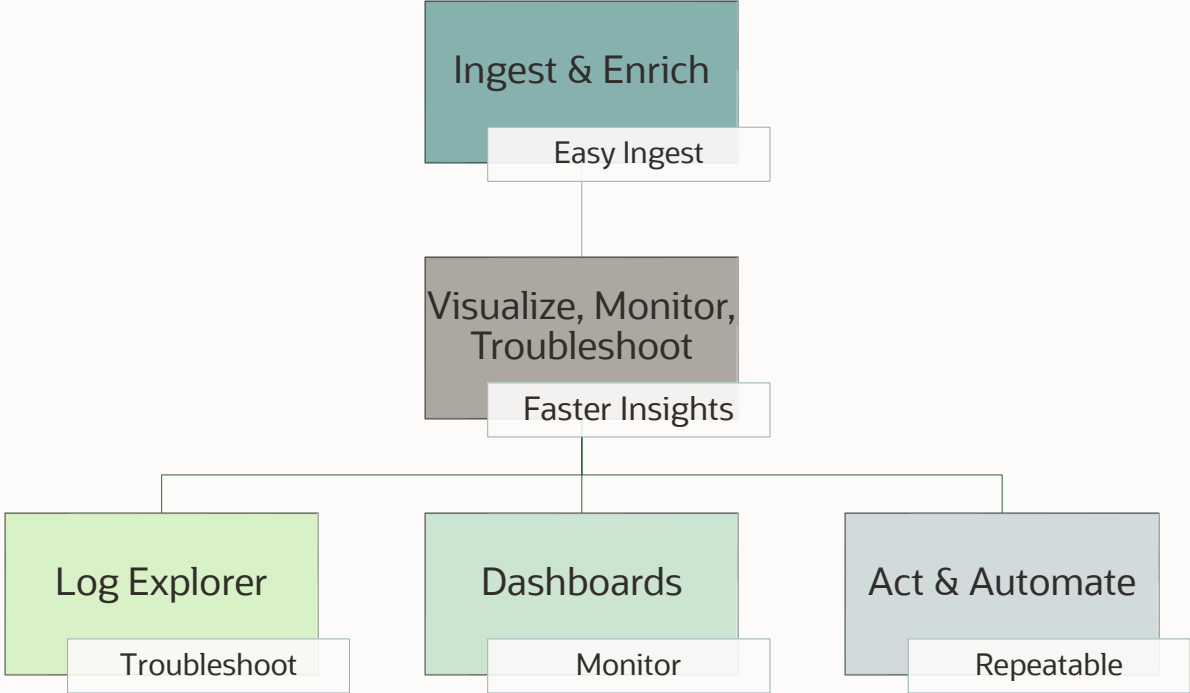 Ingest & Enrich
Easy Ingest
Visualize, Monitor,
Troubleshoot
Faster Insights
Log Explorer
Troubleshoot
Dashboards
Monitor
Act & Automate
Repeatable